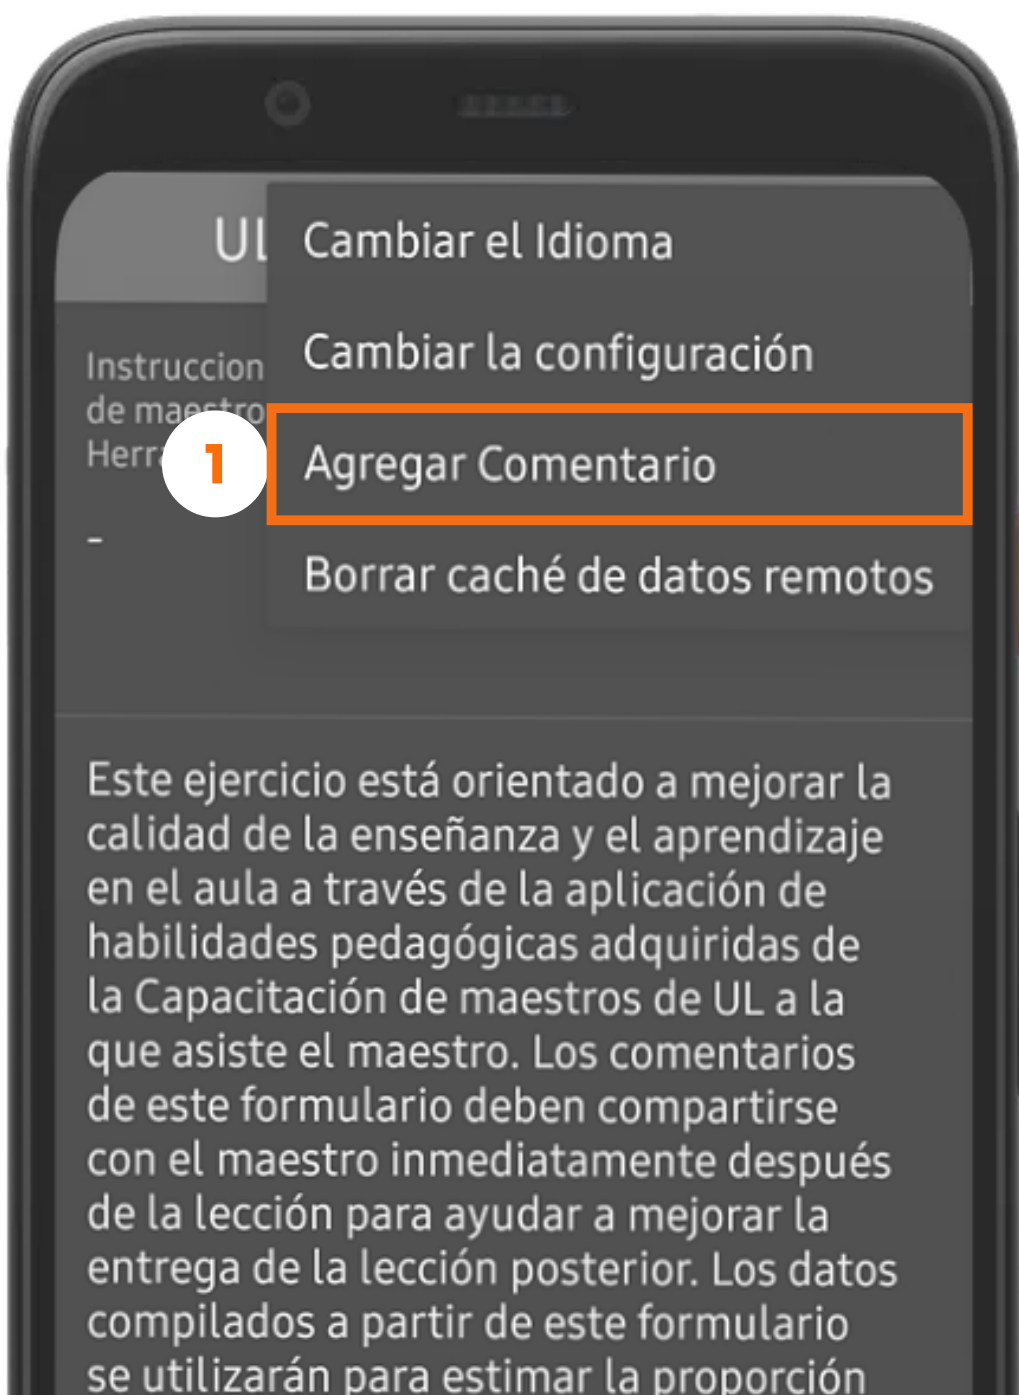 UL
Cambiar el Idioma
Cambiar la configuración
Instruccion
de maestro
Herr
1
Agregar Comentario
-
Borrar caché de datos remotos
Este ejercicio está orientado a mejorar la
calidad de la enseñanza y el aprendizaje
en el aula a través de la aplicación de
habilidades pedagógicas adquiridas de
la Capacitación de maestros de UL a la
que asiste el maestro. Los comentarios
de este formulario deben compartirse
con el maestro inmediatamente después
de la lección para ayudar a mejorar la
entrega de la lección posterior. Los datos
compilados a partir de este formulario
se utilizarán para estimar la proporción